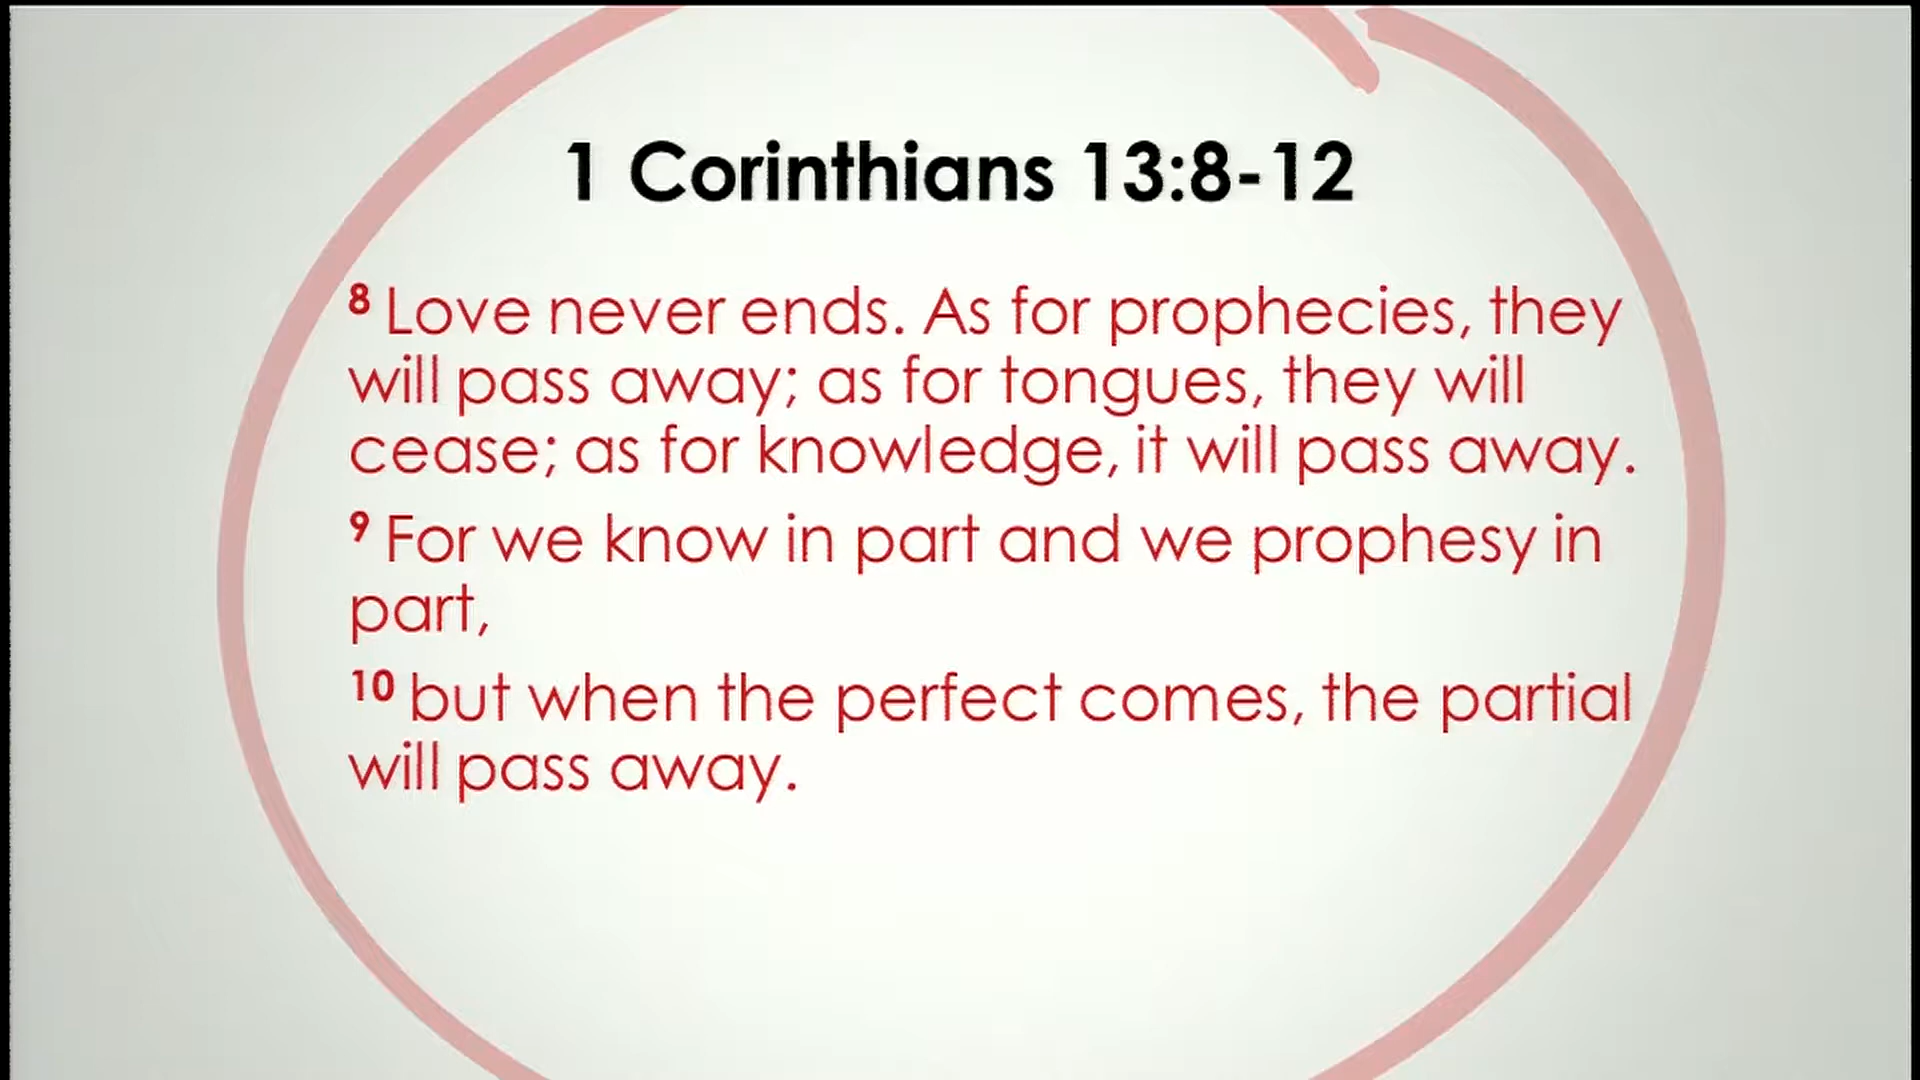 1 Corinthians 13:8-12
8 Love never ends. As for prophecies, they
will pass away; as for tongues, they will
cease; as for knowledge, it will pass away.
9 For we know in part and we prophesy in
part,
10 but when the perfect comes, the partial
will pass away.